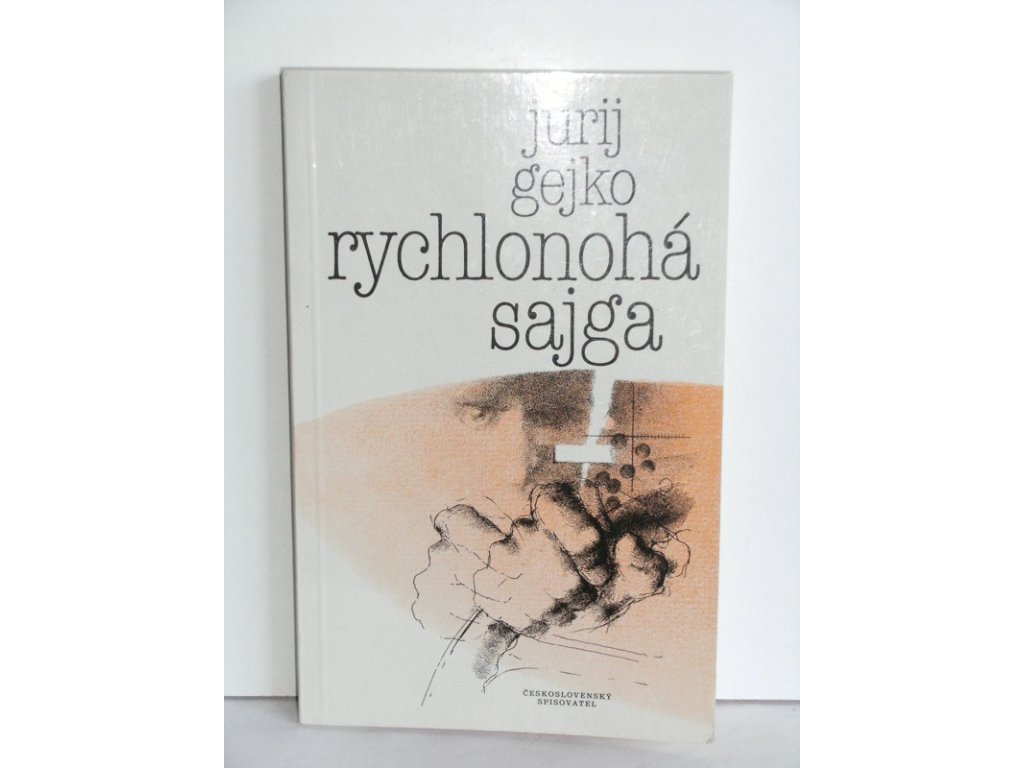 jurij
gejko
rychlonohá
sajga
ČESKOSLOVENSKÝ
SPISOVATEL